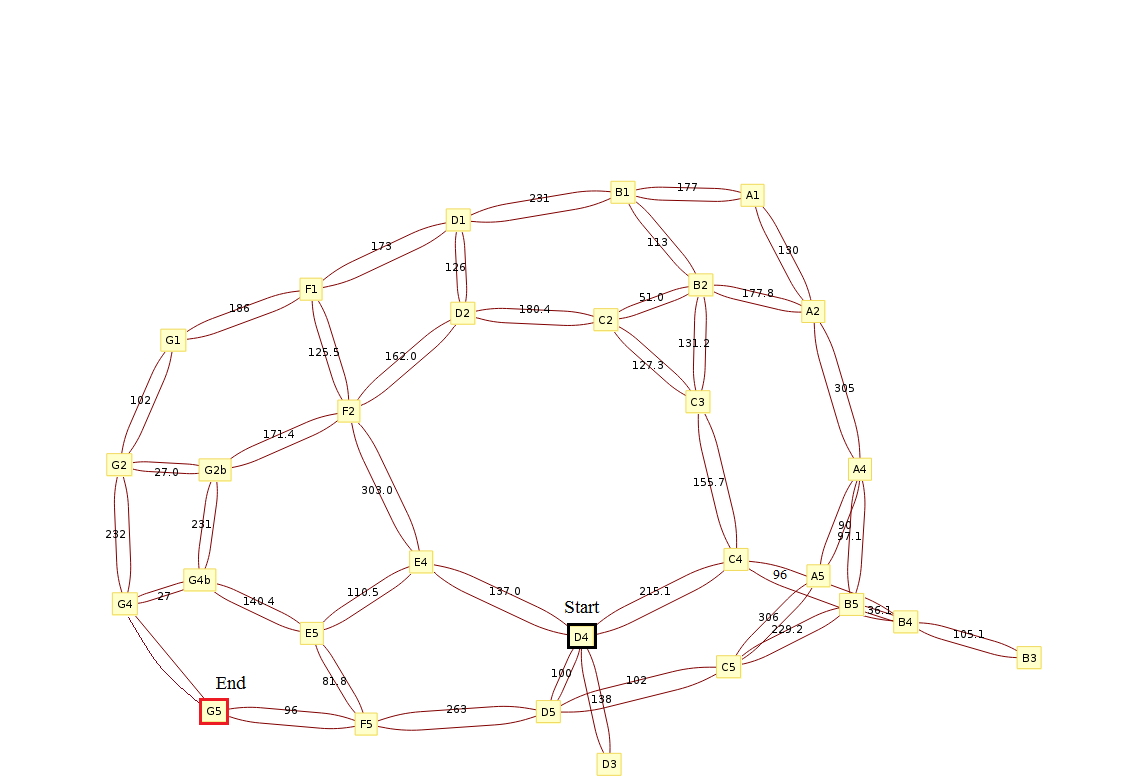 177
B1
A1
231
D1
113
173
130
126
B2
F1
51.0
177.8
186
D2
180.4
C2
A2
G1
131.2
125.5
162.0
127.3
305
102
C3
F2
171.4
G2
27.0
G2b
A4
303.0
155.7
231
90
232
97.1
C4
E4
96
A5
G4b
27
140.4
110.5
137.0
215.1
G4
Start
B5
36.1
306
B4
E5
D4
229.2
105.1
B3
100
C5
81.8
End
102
138
G5
96
263
D5
F5
D3